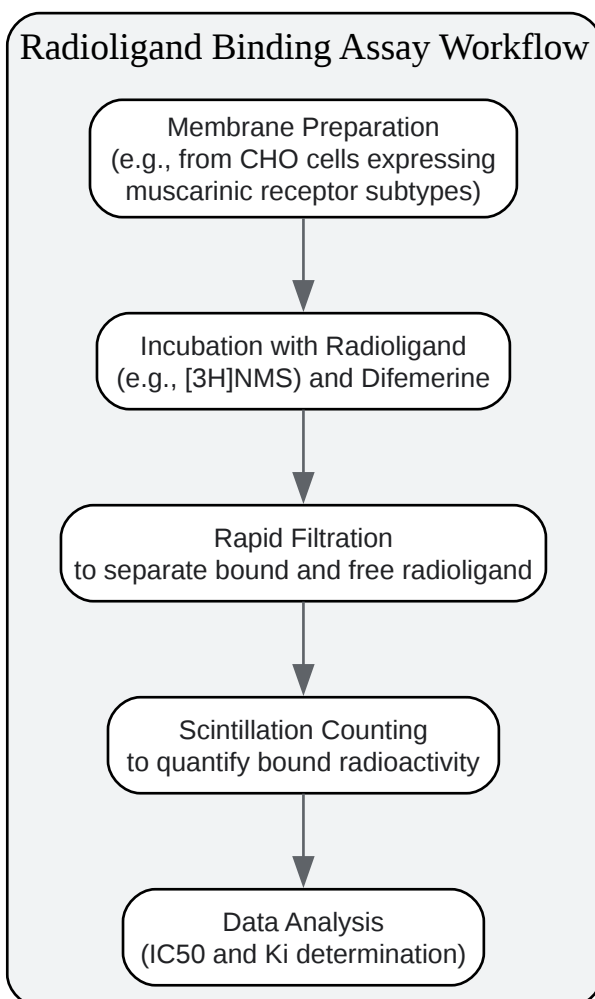 Radioligand Binding Assay Workflow
Membrane Preparation
(e.g., from CHO cells expressing
muscarinic receptor subtypes)
Incubation with Radioligand
(e.g., [3H]NMS) and Difemerine
Rapid Filtration
to separate bound and free radioligand
Scintillation Counting
to quantify bound radioactivity
Data Analysis
(IC50 and Ki determination)